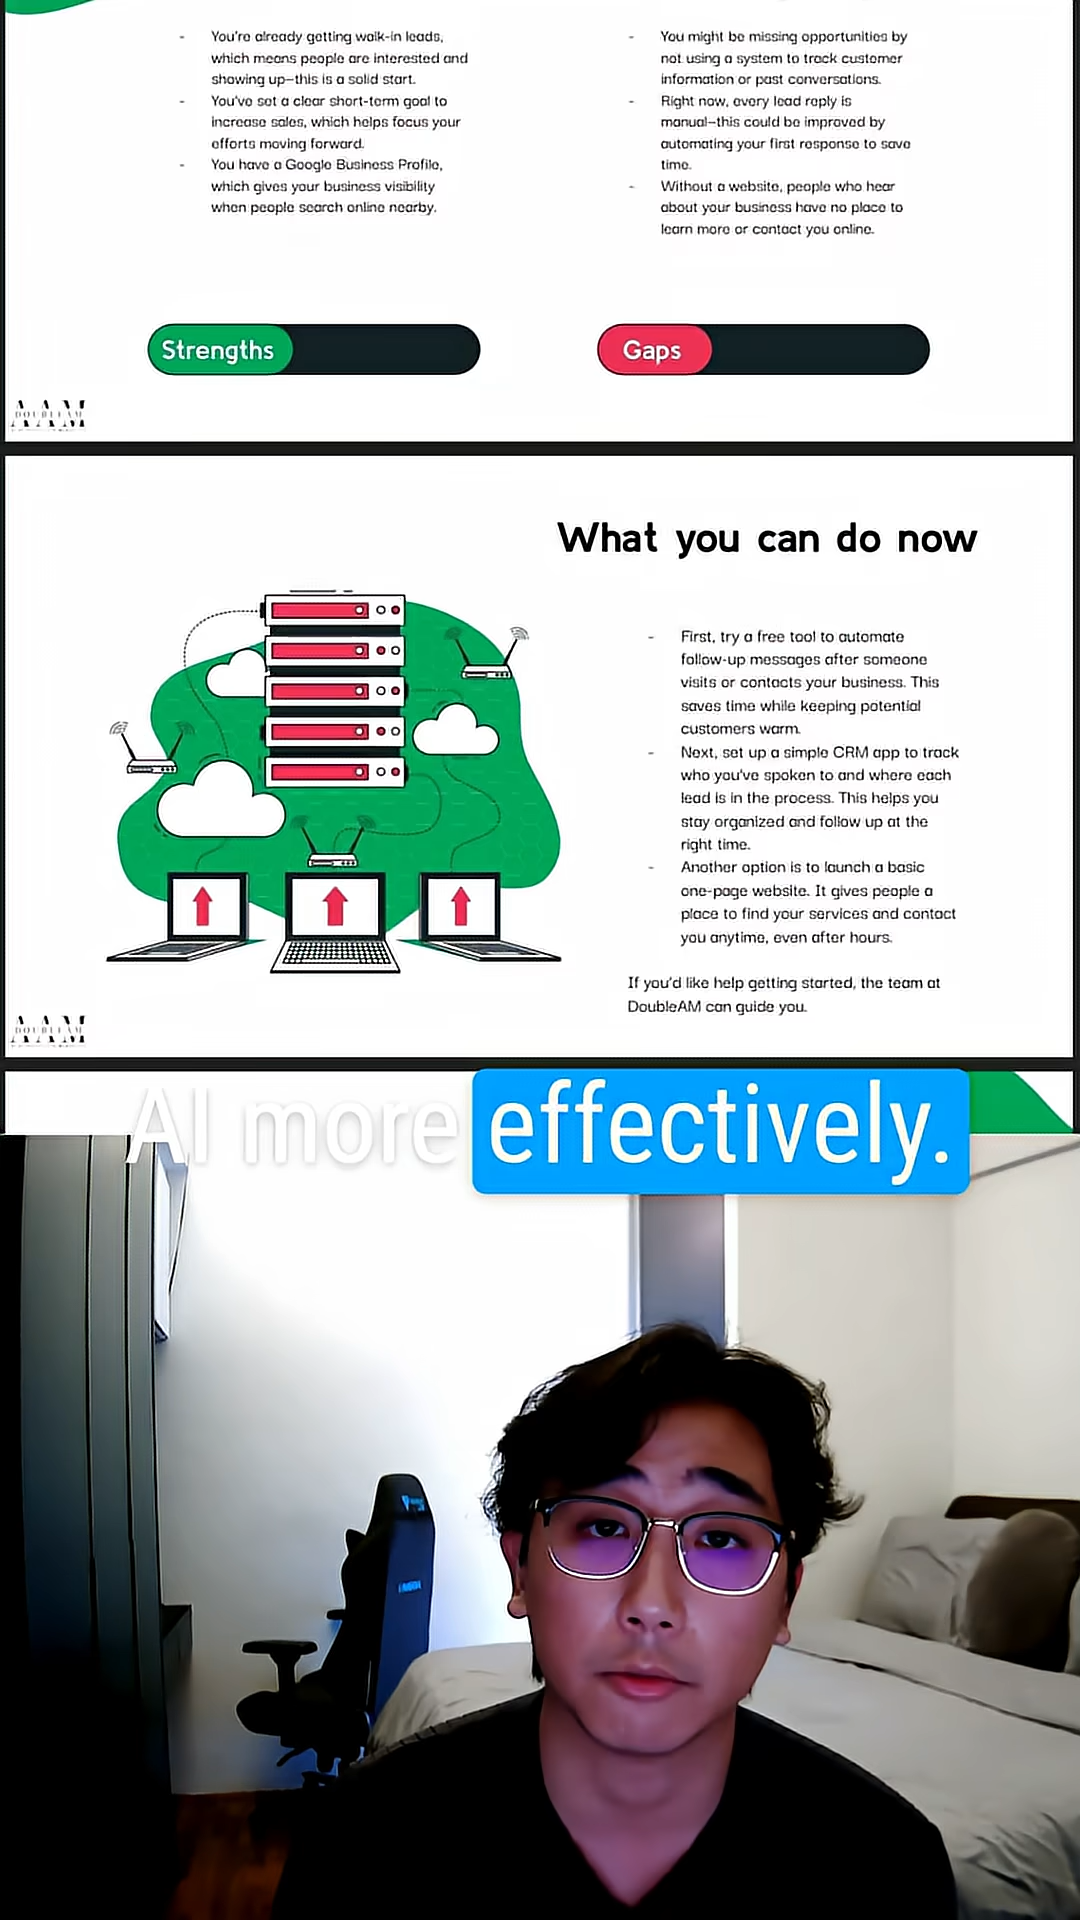 - You're already getting walk-in leads,
which means people are interested and
showing up—this is a solid start.
- You've set a clear short-term goal to
increase sales, which helps focus your
efforts moving forward.
- You have a Google Business Profile,
which gives your business visibility
when people search online nearby.
- You might be missing opportunities by
not using a system to track customer
information or past conversations.
- Right now, every lead reply is
manual—this could be improved by
automating your first response to save
time.
- Without a website, people who hear
about your business have no place to
learn more or contact you online.
Strengths
Gaps
AAM
DOUBLEAM
What you can do now
- First, try a free tool to automate
follow-up messages after someone
visits or contacts your business. This
saves time while keeping potential
customers warm.
- Next, set up a simple CRM app to track
who you've spoken to and where each
lead is in the process. This helps you
stay organized and follow up at the
right time.
- Another option is to launch a basic
one-page website. It gives people a
place to find your services and contact
you anytime, even after hours.
If you'd like help getting started, the team at
DoubleAM can guide you.
AAM
DOUBLEAM
AI more effectively.